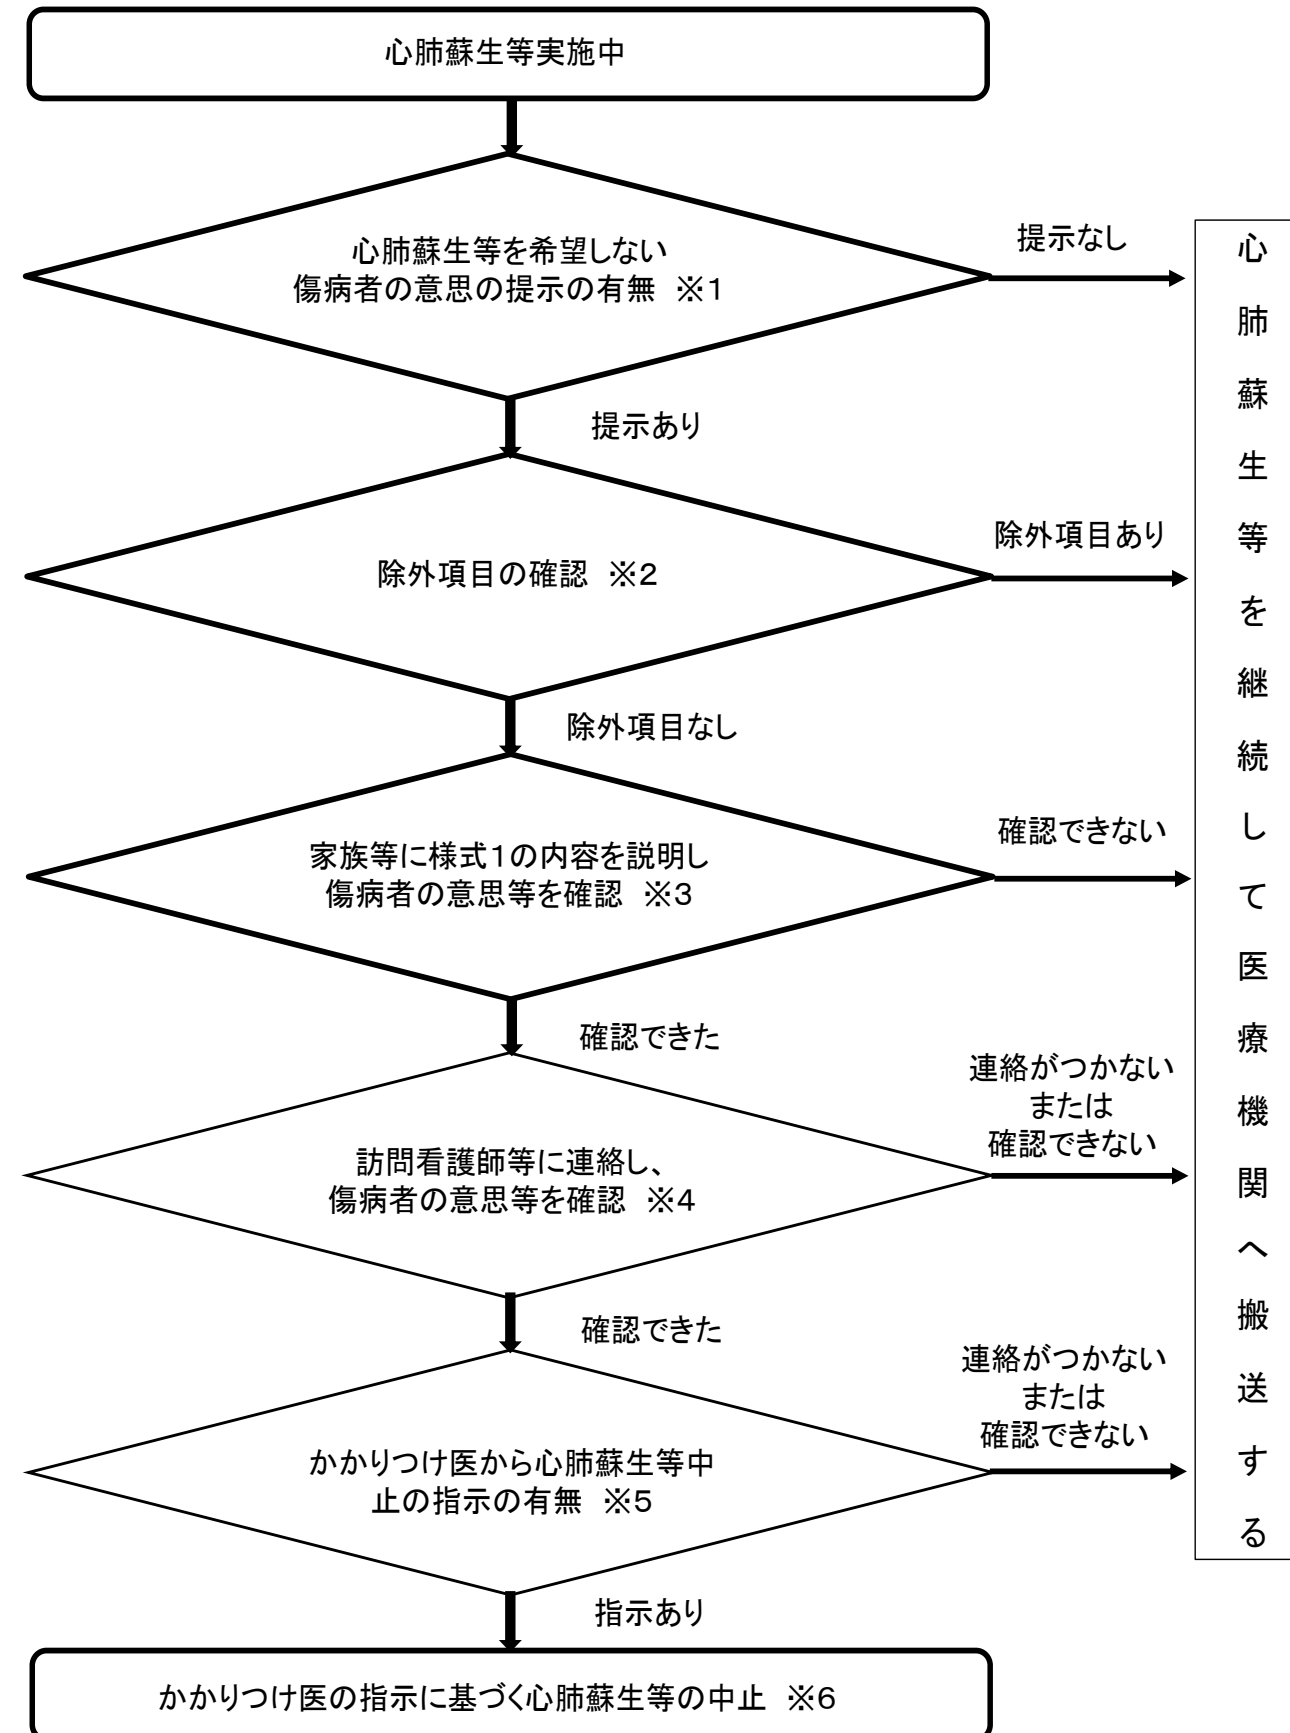 心肺蘇生等実施中
心肺蘇生等を希望しない
傷病者の意思の提示の有無 ※1
提示なし
提示あり
除外項目の確認 ※2
除外項目あり
除外項目なし
家族等に様式1の内容を説明し
傷病者の意思等を確認 ※3
確認できない
確認できた
訪問看護師等に連絡し、
傷病者の意思等を確認 ※4
連絡がつかない
または
確認できない
確認できた
かかりつけ医から心肺蘇生等中
止の指示の有無 ※5
連絡がつかない
または
確認できない
指示あり
かかりつけ医の指示に基づく心肺蘇生等の中止 ※6
心肺蘇生等を継続して医療機関へ搬送する